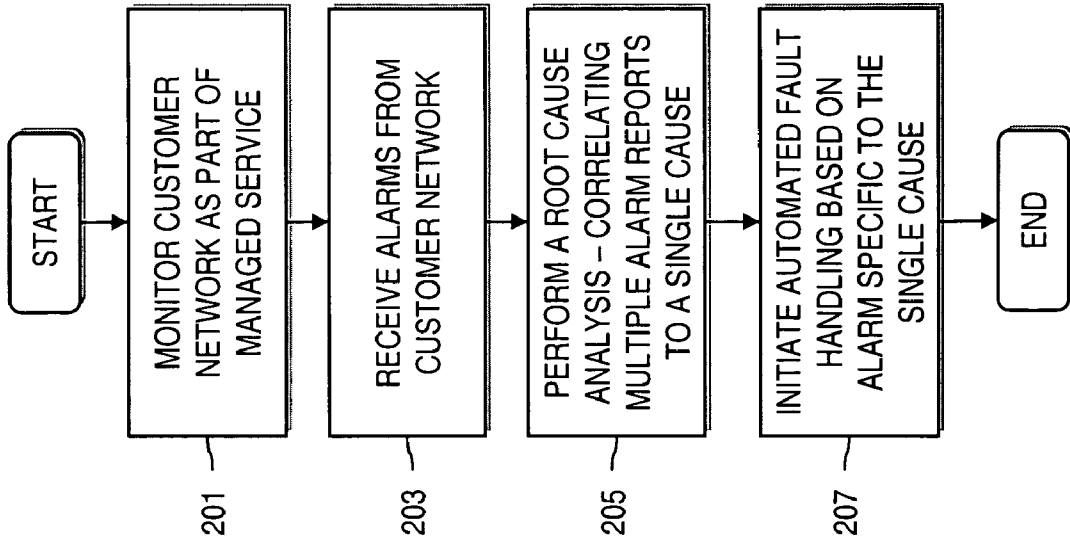 START
MONITOR CUSTOMER
NETWORK AS PART OF
MANAGED SERVICE
201
RECEIVE ALARMS FROM
CUSTOMER NETWORK
203
PERFORM A ROOT CAUSE
ANALYSIS – CORRELATING
MULTIPLE ALARM REPORTS
TO A SINGLE CAUSE
205
INITIATE AUTOMATED FAULT
HANDLING BASED ON
ALARM SPECIFIC TO THE
SINGLE CAUSE
207
END